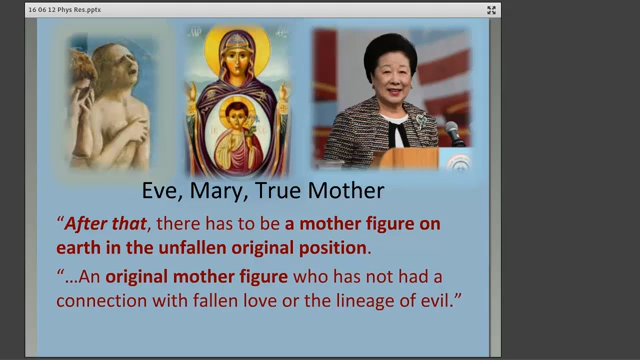 16 06 12 Phys Res.pptx
Eve, Mary, True Mother
“After that, there has to be a mother figure on
earth in the unfallen original position.
“…An original mother figure who has not had a
connection with fallen love or the lineage of evil.”